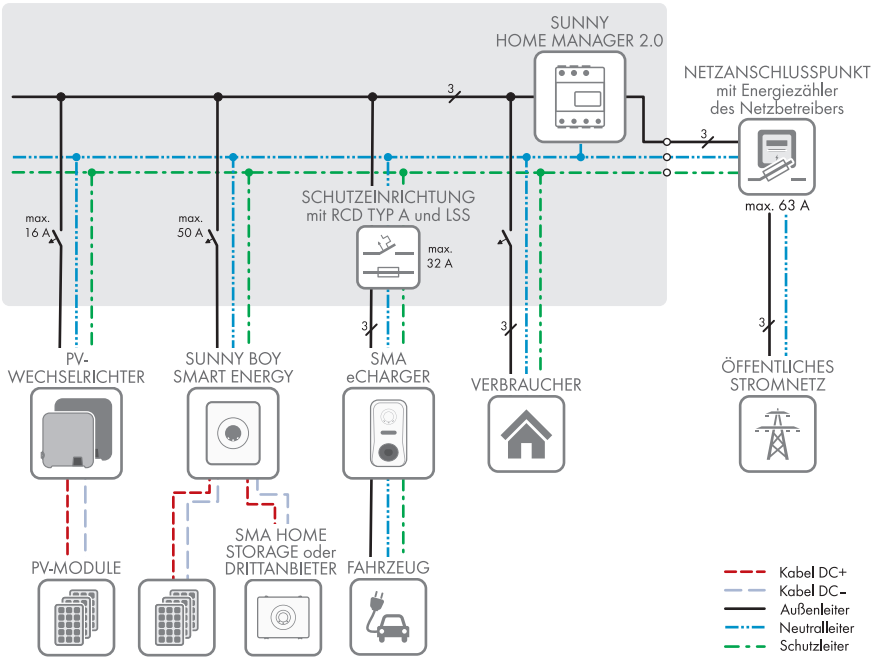 SUNNY
HOME MANAGER 2.0
NETZANSCHLUSSPUNKT
mit Energiezähler
des Netzbetreibers
3
3
max. 63 A
SCHUTZEINRICHTUNG
mit RCD TYP A und LSS
max.
16 A
max.
50 A
max.
32 A
3
3
3
PV-
WECHSELRICHTER
SUNNY BOY
SMART ENERGY
SMA
eCHARGER
VERBRAUCHER
ÖFFENTLICHES
STROMNETZ
PV-MODULE
SMA HOME
STORAGE oder
DRITTANBIETER
FAHRZEUG
Kabel DC+
Kabel DC–
Außenleiter
Neutralleiter
Schutzleiter